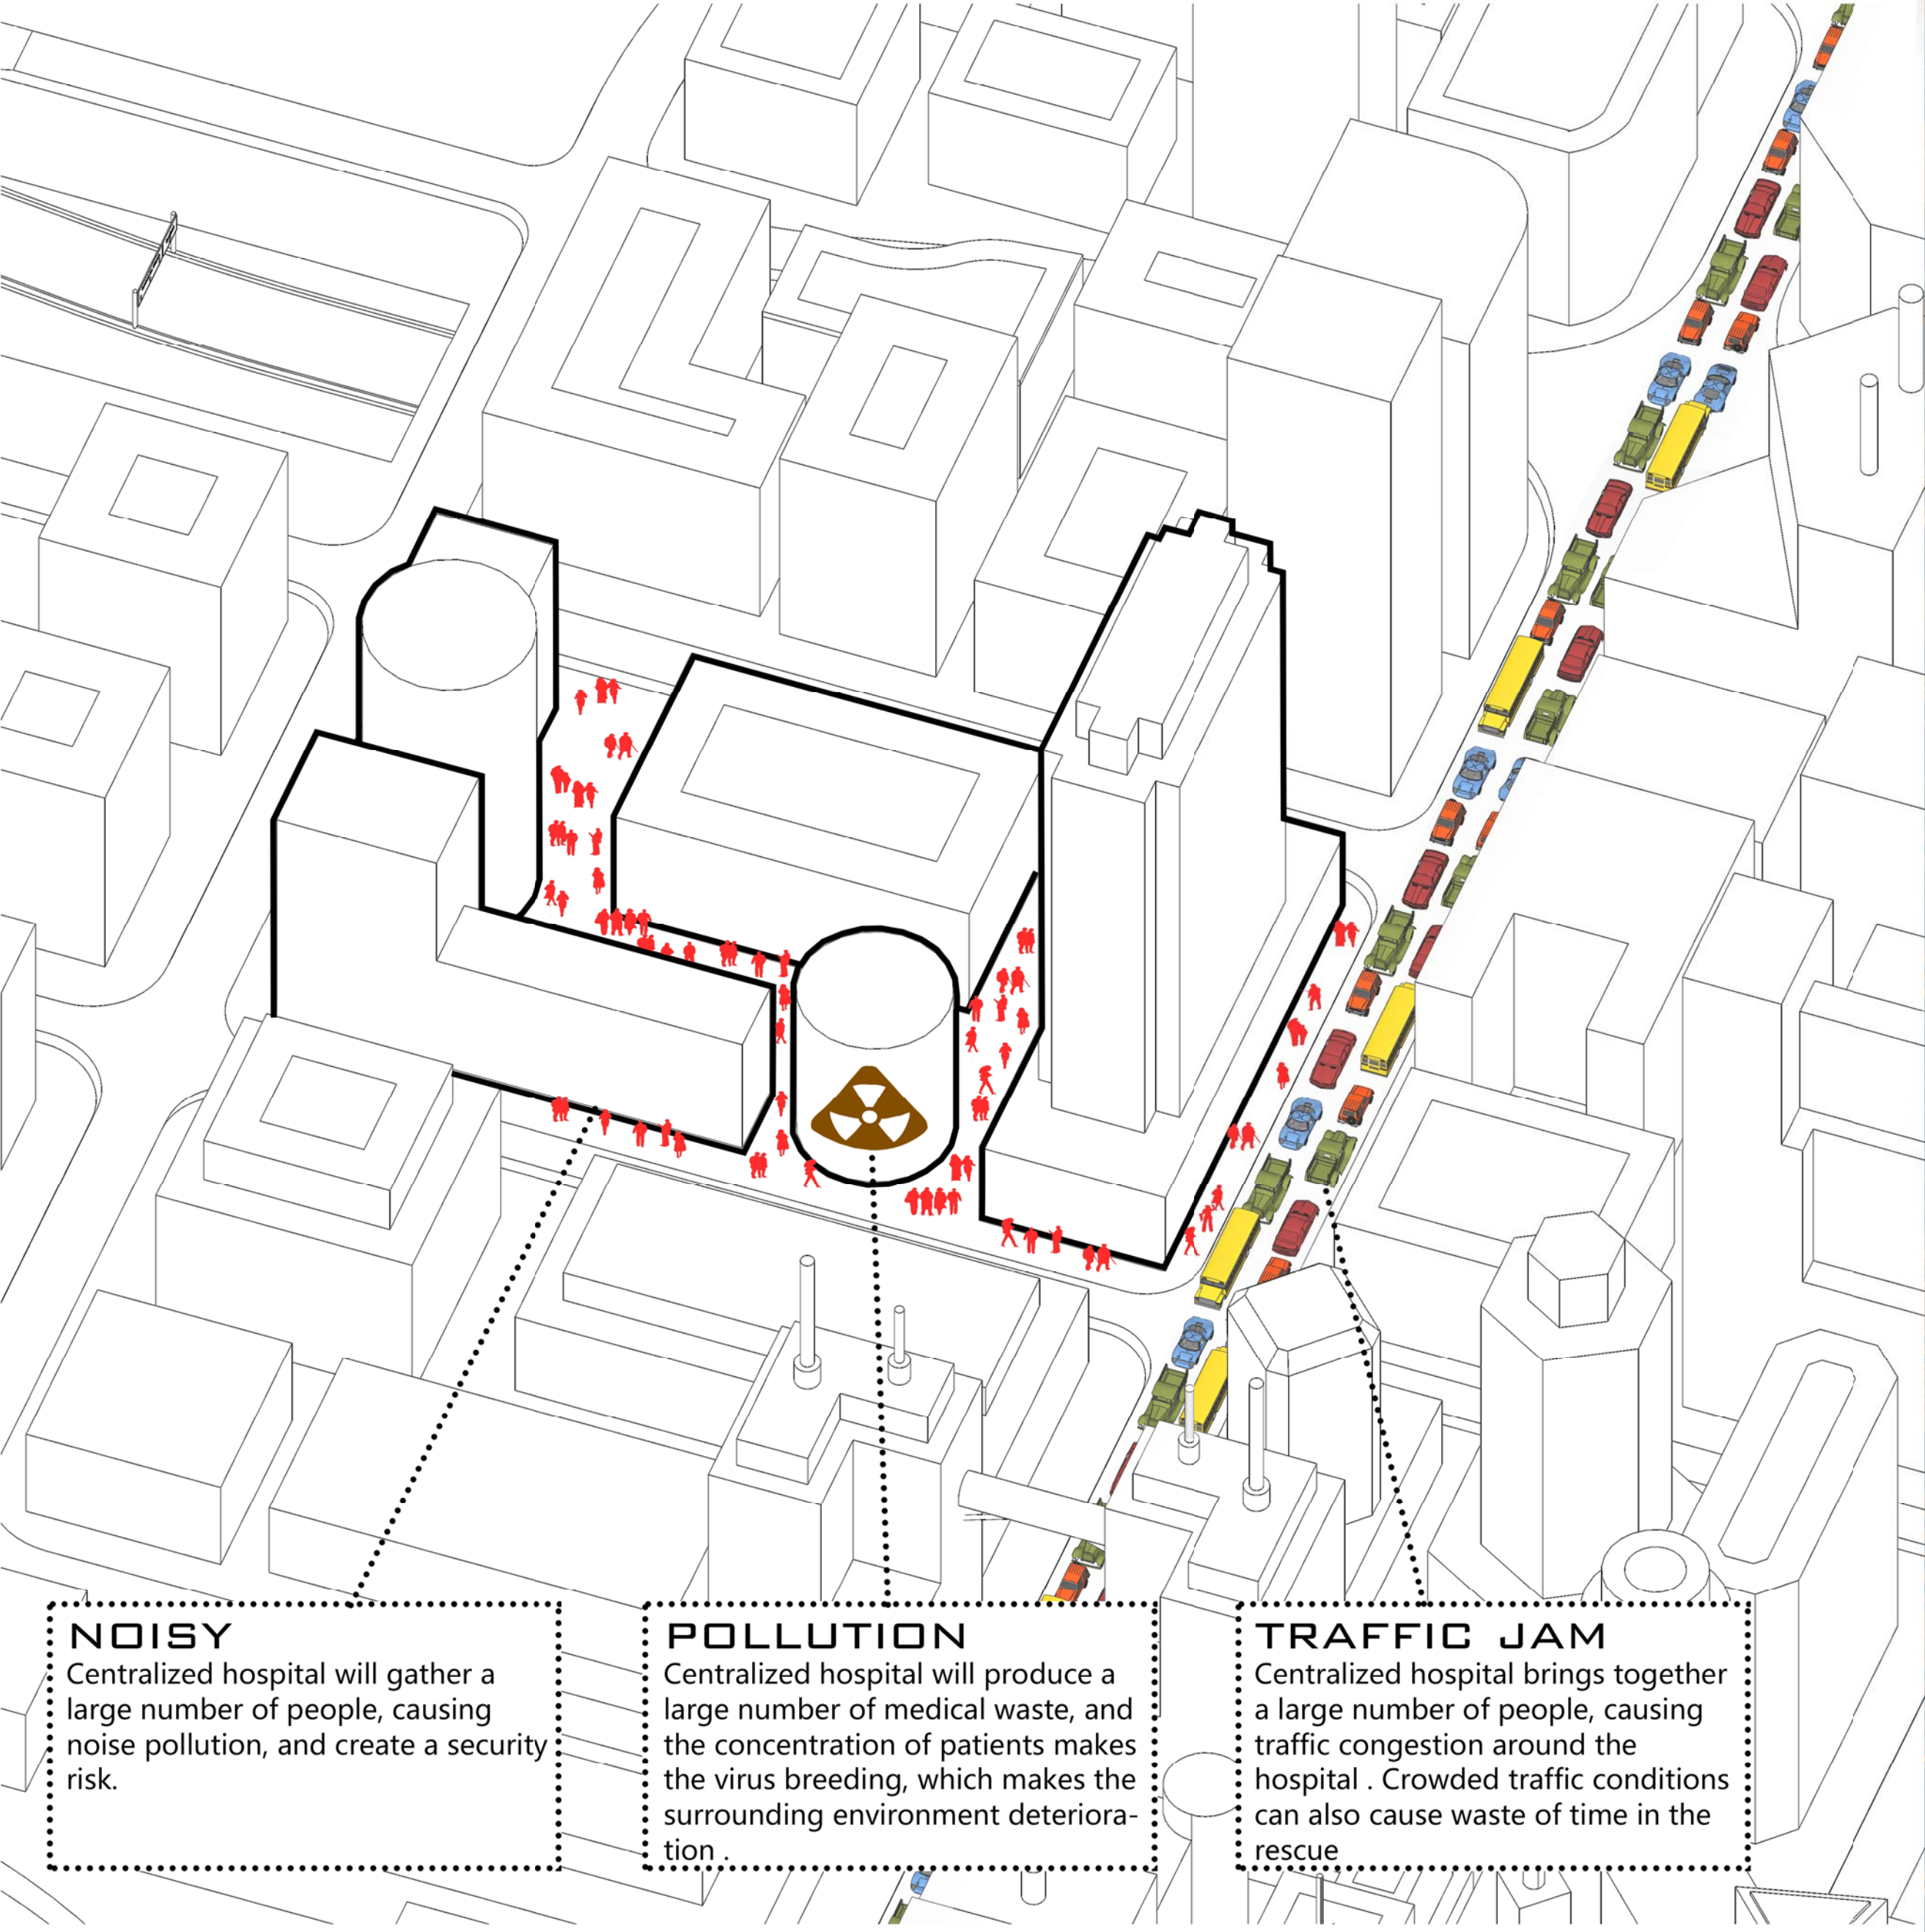 NOISY
Centralized hospital will gather a
large number of people, causing
noise pollution, and create a security
risk.
POLLUTION
Centralized hospital will produce a
large number of medical waste, and
the concentration of patients makes
the virus breeding, which makes the
surrounding environment deteriora-
tion .
TRAFFIC JAM
Centralized hospital brings together
a large number of people, causing
traffic congestion around the
hospital . Crowded traffic conditions
can also cause waste of time in the
rescue